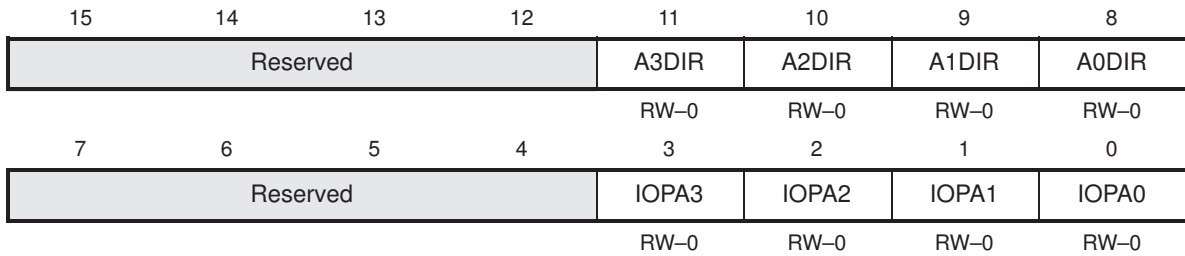 15 14 13 12 11 10 9 8
Reserved A3DIR A2DIR A1DIR A0DIR
RW–0 RW–0 RW–0 RW–0
7 6 5 4 3 2 1 0
Reserved IOPA3 IOPA2 IOPA1 IOPA0
RW–0 RW–0 RW–0 RW–0